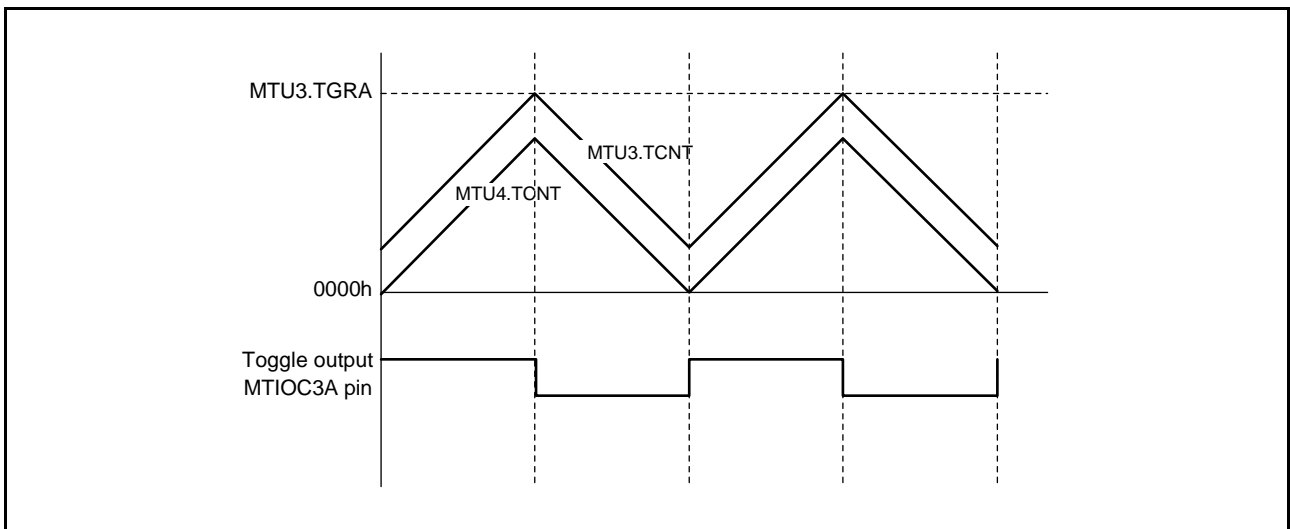 MTU3.TGRA
MTU3.TCNT
MTU4.TCNT
0000h
Toggle output
MTIOC3A pin